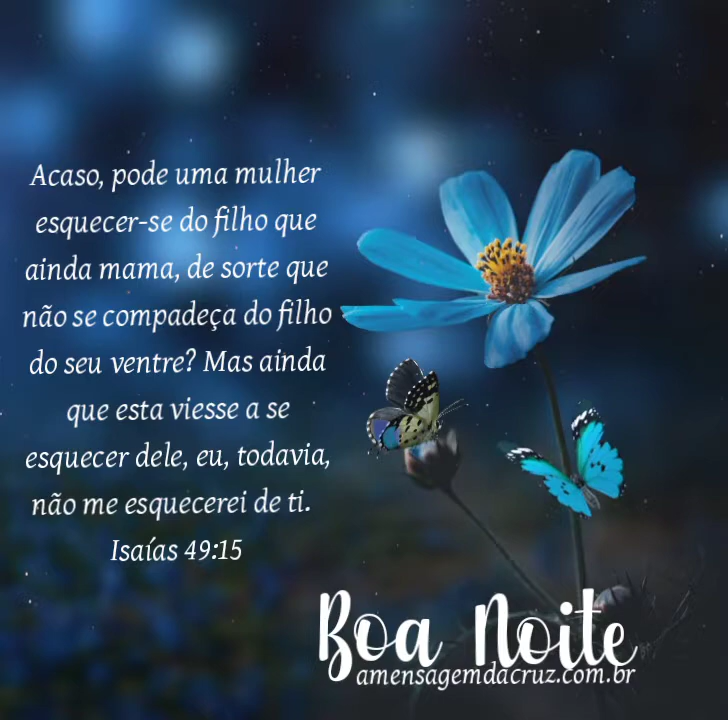 Acaso, pode uma mulher
esquecer-se do filho que
ainda mama, de sorte que
não se compadeça do filho
do seu ventre? Mas ainda
que esta viesse a se
esquecer dele, eu, todavia,
não me esquecerei de ti.
Isaías 49:15
Boa Noite
amensagemdacruz.com.br